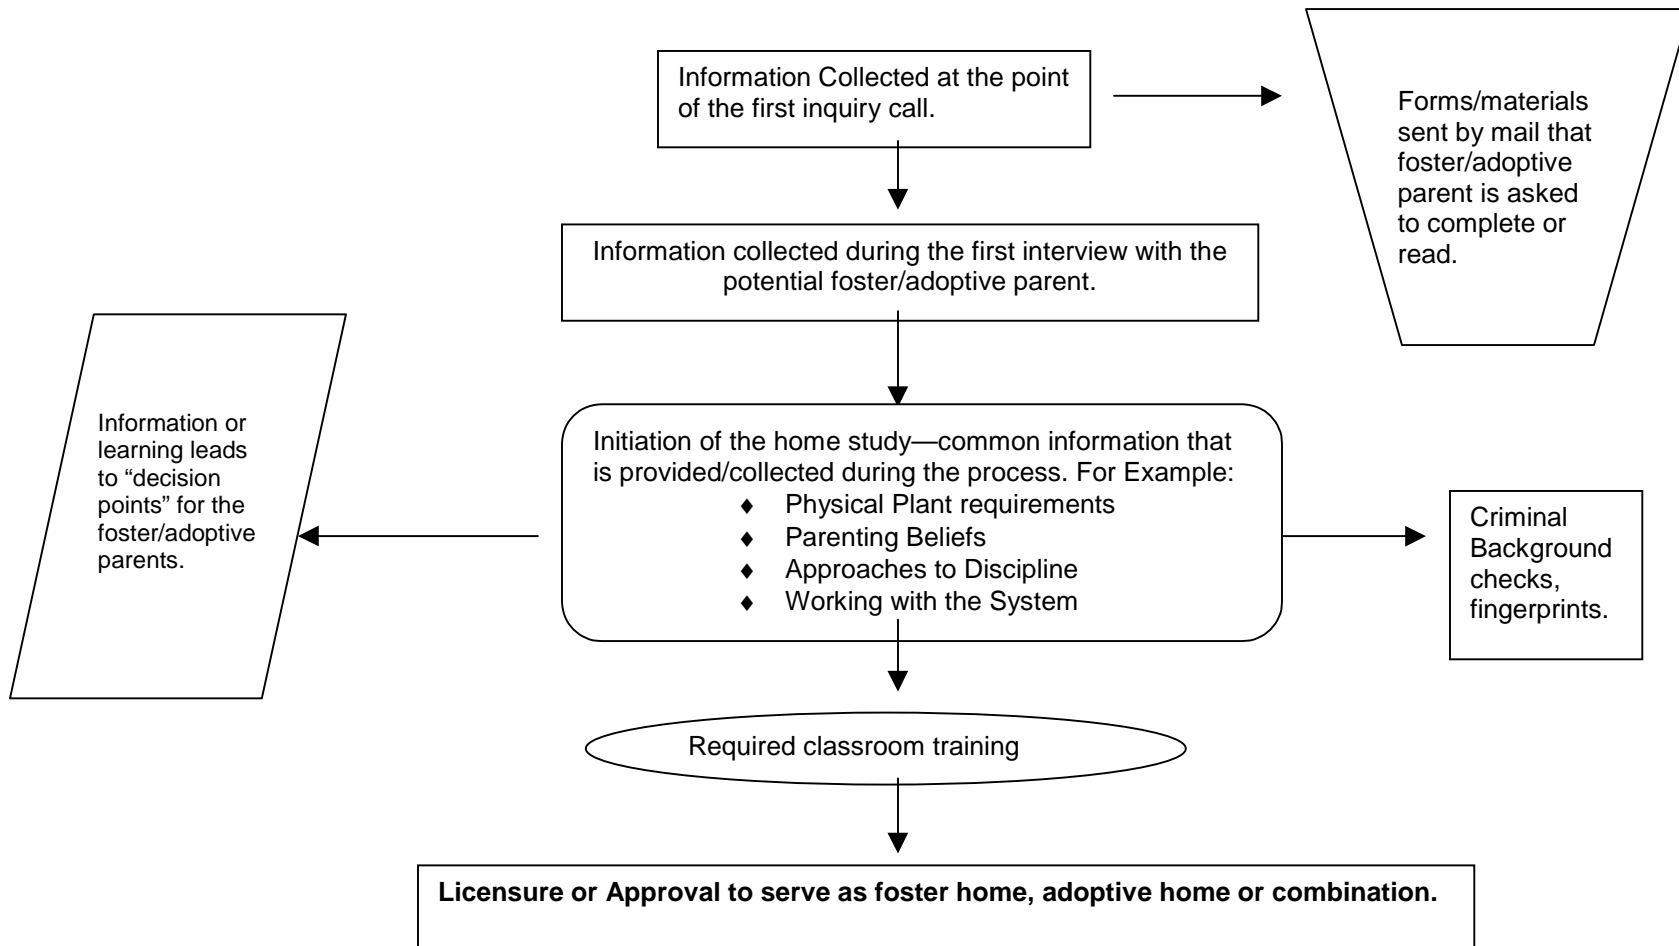 Information Collected at the point
of the first inquiry call.
Forms/materials
sent by mail that
foster/adoptive
parent is asked
to complete or
read.
Information collected during the first interview with the
potential foster/adoptive parent.
Information or
learning leads
to “decision
points” for the
foster/adoptive
parents.
Initiation of the home study—common information that
is provided/collected during the process. For Example:
♦ Physical Plant requirements
♦ Parenting Beliefs
♦ Approaches to Discipline
♦ Working with the System
Criminal
Background
checks,
fingerprints.
Required classroom training
Licensure or Approval to serve as foster home, adoptive home or combination.